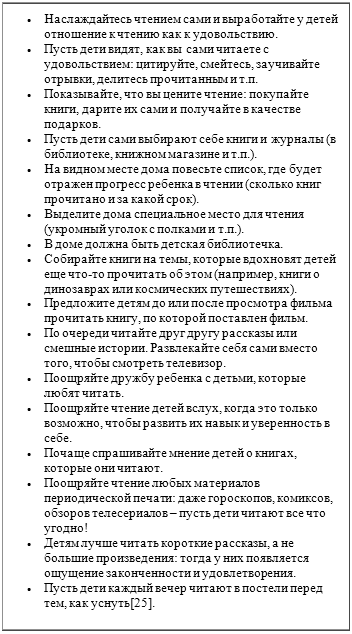 • Наслаждайтесь чтением сами и выработайте у детей
отношение к чтению как к удовольствию.
• Пусть дети видят, как вы сами читаете с
удовольствием: цитируйте, смейтесь, заучивайте
отрывки, делитесь прочитанным и т.п.
• Показывайте, что вы цените чтение: покупайте
книги, дарите их сами и получайте в качестве
подарков.
• Пусть дети сами выбирают себе книги и журналы (в
библиотеке, книжном магазине и т.п.).
• На видном месте дома повесьте список, где будет
отражен прогресс ребенка в чтении (сколько книг
прочитано и за какой срок).
• Выделите дома специальное место для чтения
(укромный уголок с полками и т.п.).
• В доме должна быть детская библиотечка.
• Собирайте книги на темы, которые вдохновят детей
еще что-то прочитать об этом (например, книги о
динозаврах или космических путешествиях).
• Предложите детям до или после просмотра фильма
прочитать книгу, по которой поставлен фильм.
• По очереди читайте друг другу рассказы или
смешные истории. Развлекайте себя сами вместо
того, чтобы смотреть телевизор.
• Поощряйте дружбу ребенка с детьми, которые
любят читать.
• Поощряйте чтение детей вслух, когда это только
возможно, чтобы развить их навык и уверенность в
себе.
• Почаще спрашивайте мнение детей о книгах,
которые они читают.
• Поощряйте чтение любых материалов
периодической печати: даже гороскопов, комиксов,
обзоров телесериалов – пусть дети читают все что
угодно!
• Детям лучше читать короткие рассказы, а не
большие произведения: тогда у них появляется
ощущение законченности и удовлетворения.
• Пусть дети каждый вечер читают в постели перед
тем, как уснуть[25].